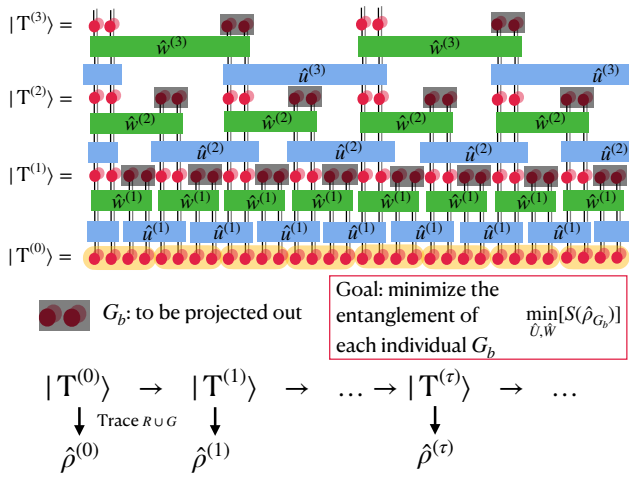 |T⁽³⁾⟩ =
ŵ⁽³⁾ ŵ⁽³⁾
û⁽³⁾ û⁽³⁾
|T⁽²⁾⟩ =
ŵ⁽²⁾ ŵ⁽²⁾ ŵ⁽²⁾ ŵ⁽²⁾
û⁽²⁾ û⁽²⁾ û⁽²⁾ û⁽²⁾
|T⁽¹⁾⟩ =
ŵ⁽¹⁾ ŵ⁽¹⁾ ŵ⁽¹⁾ ŵ⁽¹⁾ ŵ⁽¹⁾ ŵ⁽¹⁾ ŵ⁽¹⁾ ŵ⁽¹⁾
û⁽¹⁾ û⁽¹⁾ û⁽¹⁾ û⁽¹⁾ û⁽¹⁾ û⁽¹⁾ û⁽¹⁾
|T⁽⁰⁾⟩ =
G_b: to be projected out
Goal: minimize the
entanglement of
each individual G_b
min[S(ρ̂_{G_b})]
Û,Ŵ
|T⁽⁰⁾⟩ → |T⁽¹⁾⟩ → … → |T⁽τ⁾⟩ → …
Trace R ∪ G
ρ̂⁽⁰⁾ ρ̂⁽¹⁾ ρ̂⁽τ⁾